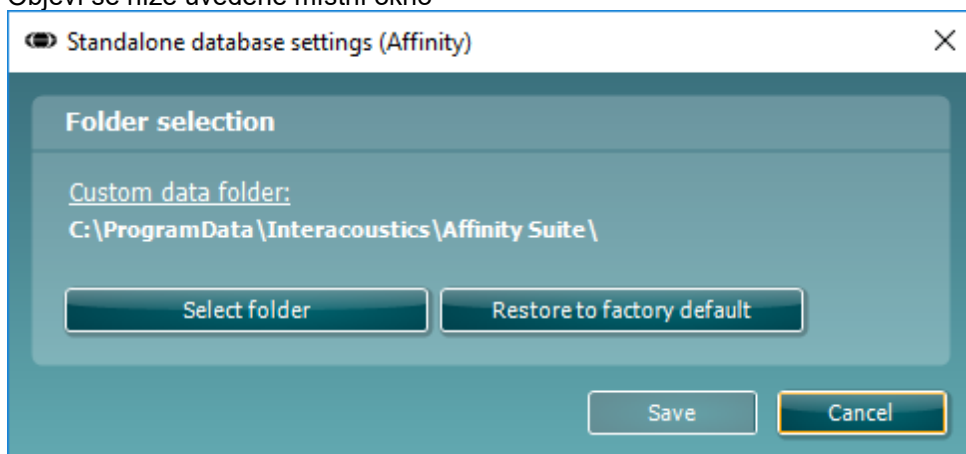 Objeví se níže uvedené místní okno
Standalone database settings (Affinity)
Folder selection
Custom data folder:
C:\ProgramData\Interacoustics\Affinity Suite\
Select folder
Restore to factory default
Save
Cancel